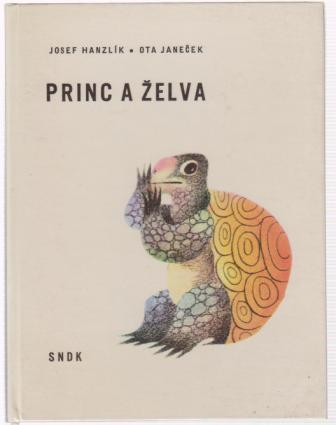 JOSEF HANZLÍK • OTA JANEČEK
PRINC A ŽELVA
SNDK